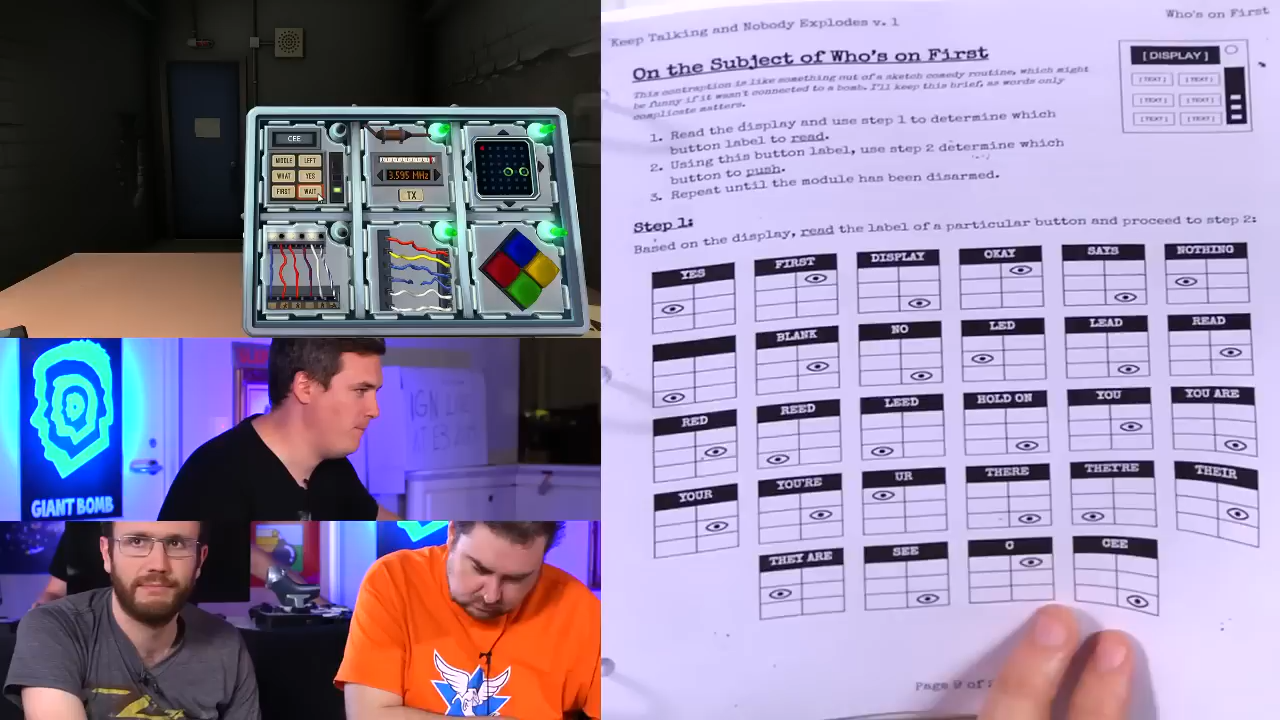 CEE
MIDDLE LEFT
WHAT YES
FIRST WAIT
3.595 MHz
TX
GIANT BOMB
IGN LIVE
Keep Talking and Nobody Explodes v. 1
Who's on First
On the Subject of Who's on First
This contraption is like something out of a sketch comedy routine, which might
be funny if it wasn't connected to a bomb. I'll keep this brief, as words only
complicate matters.
[DISPLAY]
[TEXT] [TEXT]
[TEXT] [TEXT]
[TEXT] [TEXT]
1. Read the display and use step 1 to determine which
button label to read.
2. Using this button label, use step 2 determine which
button to push.
3. Repeat until the module has been disarmed.
Step 1:
Based on the display, read the label of a particular button and proceed to step 2:
YES FIRST DISPLAY OKAY SAYS NOTHING
BLANK NO LED LEAD READ
RED REED LEED HOLD ON YOU YOU ARE
YOUR YOU'RE UR THERE THEY'RE THEIR
THEY ARE SEE C CEE
Page 9 of